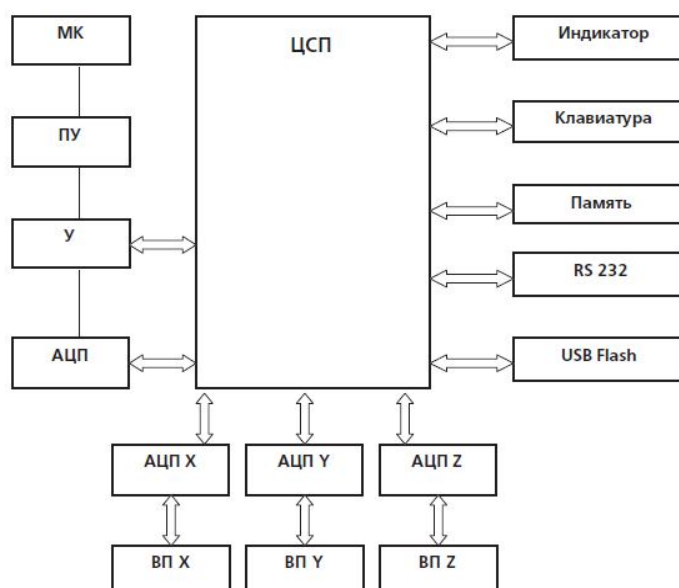 МК
ЦСП
Индикатор
ПУ
Клавиатура
У
Память
RS 232
АЦП
USB Flash
АЦП X
АЦП Y
АЦП Z
ВП X
ВП Y
ВП Z